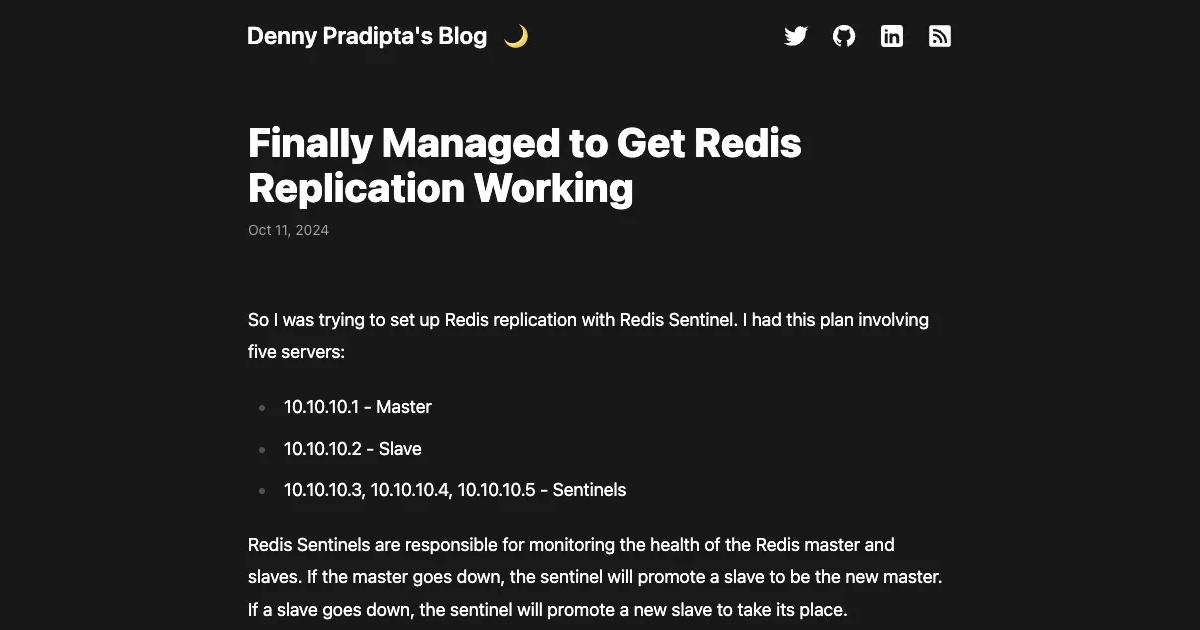 Denny Pradipta's Blog
Finally Managed to Get Redis
Replication Working
Oct 11, 2024
So I was trying to set up Redis replication with Redis Sentinel. I had this plan involving
five servers:
10.10.10.1 - Master
10.10.10.2 - Slave
10.10.10.3, 10.10.10.4, 10.10.10.5 - Sentinels
Redis Sentinels are responsible for monitoring the health of the Redis master and
slaves. If the master goes down, the sentinel will promote a slave to be the new master.
If a slave goes down, the sentinel will promote a new slave to take its place.